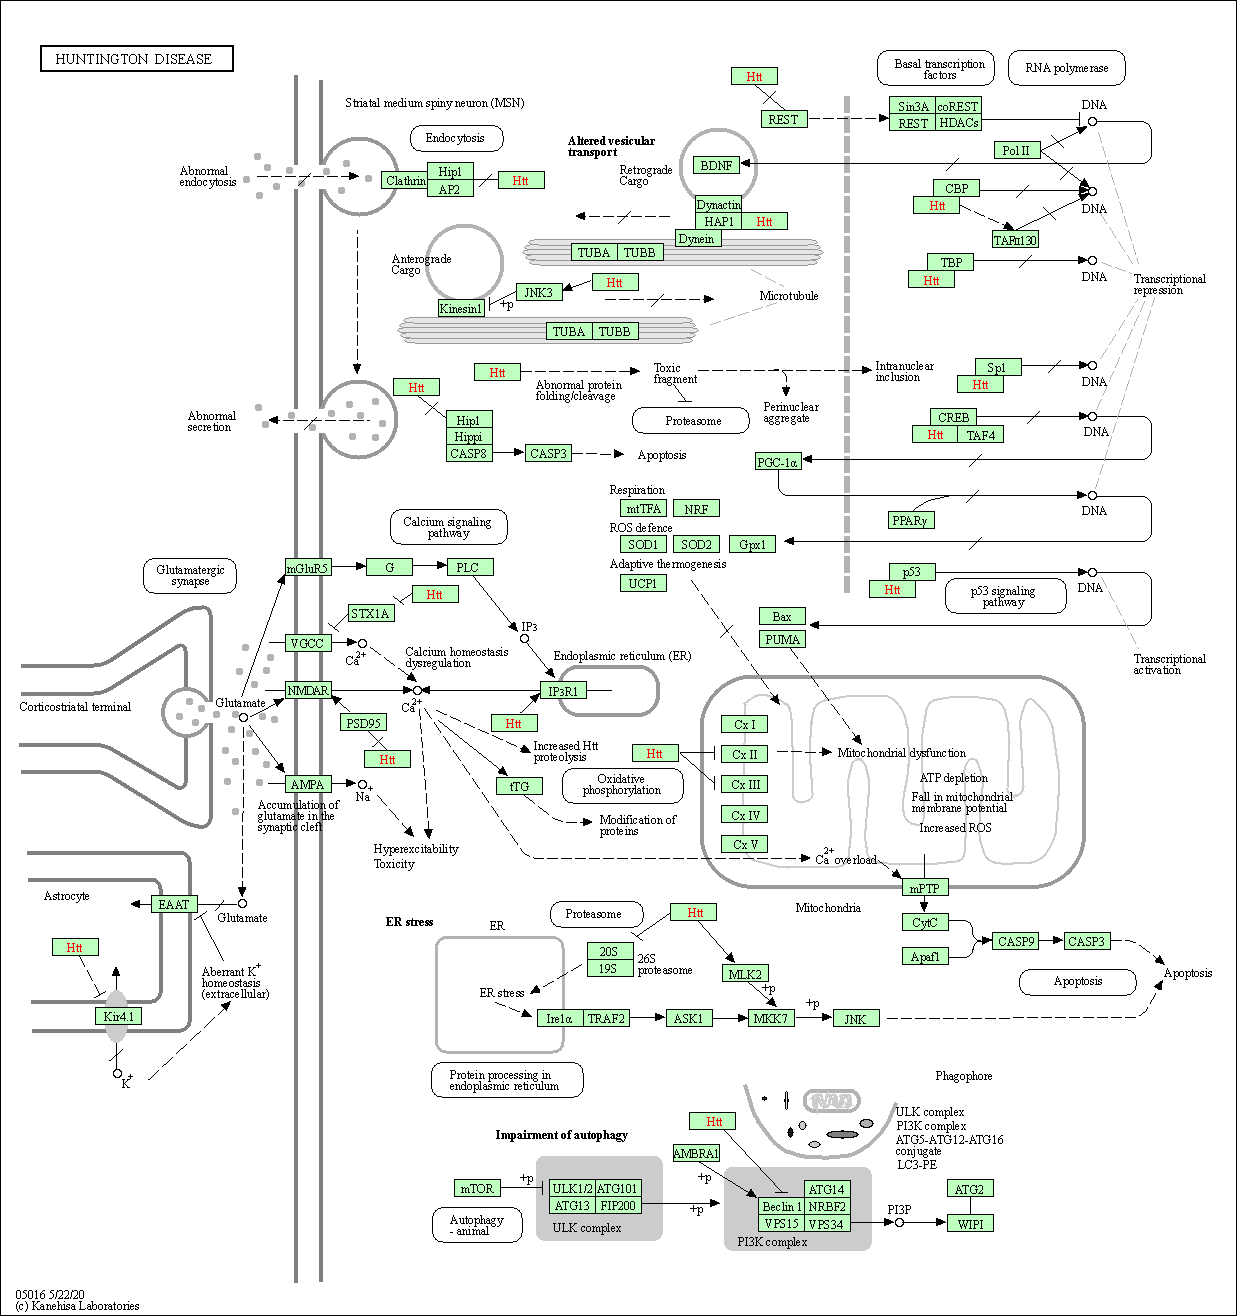 HUNTINGTON DISEASE
Striatal medium spiny neuron (MSN)
Endocytosis
Abnormal
endocytosis
Clathrin
Hip1
AP2
Htt
Altered vesicular
transport
Retrograde
Cargo
BDNF
Dynactin
HAP1
Htt
Dynein
TUBA
TUBB
Anterograde
Cargo
Kinesin1
+p
JNK3
Htt
Microtubule
TUBA
TUBB
Htt
REST
Basal transcription
factors
RNA polymerase
Sin3A
coREST
REST
HDACs
DNA
Pol II
CBP
Htt
DNA
TAFII130
TBP
Htt
DNA
Transcriptional
repression
Sp1
Htt
DNA
CREB
Htt
TAF4
DNA
PGC-1α
PPARγ
DNA
p53
Htt
DNA
p53 signaling
pathway
Transcriptional
activation
Abnormal
secretion
Htt
Hip1
Hippi
CASP8
CASP3
Apoptosis
Htt
Abnormal protein
folding/cleavage
Toxic
fragment
Proteasome
Perinuclear
aggregate
Intranuclear
inclusion
Respiration
mtTFA
NRF
ROS defence
SOD1
SOD2
Gpx1
Adaptive thermogenesis
UCP1
Bax
PUMA
Calcium signaling
pathway
Glutamatergic
synapse
mGluR5
G
PLC
Htt
STX1A
VGCC
Ca2+
IP3
Calcium homeostasis
dysregulation
Endoplasmic reticulum (ER)
IP3R1
Htt
NMDAR
Ca2+
PSD95
Htt
Corticostriatal terminal
Glutamate
AMPA
Na+
Accumulation of
glutamate in the
synaptic cleft
Increased Htt
proteolysis
tTG
Modification of
proteins
Hyperexcitability
Toxicity
Oxidative
phosphorylation
Htt
Cx I
Cx II
Cx III
Cx IV
Cx V
Mitochondrial dysfunction
ATP depletion
Fall in mitochondrial
membrane potential
Increased ROS
Ca2+ overload
mPTP
Mitochondria
CytC
Apaf1
CASP9
CASP3
Apoptosis
Apoptosis
Astrocyte
EAAT
Glutamate
Htt
Kir4.1
K+
Aberrant K+
homeostasis
(extracellular)
ER stress
ER
Proteasome
Htt
20S
19S
26S
proteasome
ER stress
MLK2
+p
Ire1α
TRAF2
ASK1
MKK7
+p
JNK
Protein processing in
endoplasmic reticulum
Phagophore
ULK complex
PI3K complex
ATG5-ATG12-ATG16
conjugate
LC3-PE
Impairment of autophagy
Htt
AMBRA1
+p
mTOR
+p
ULK1/2
ATG101
ATG13
FIP200
ULK complex
+p
ATG14
Beclin 1
NRBF2
VPS15
VPS34
PI3K complex
PI3P
ATG2
WIPI
Autophagy
- animal
05016 5/22/20
(c) Kanehisa Laboratories